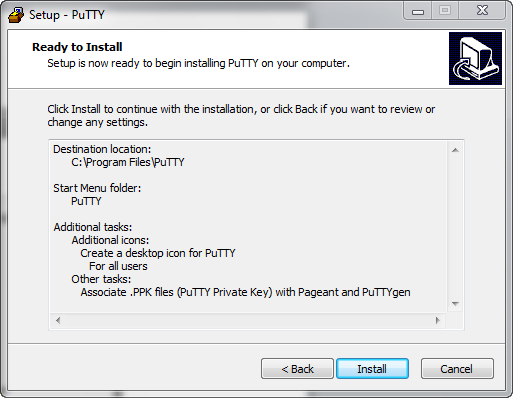 Setup - PuTTY
Ready to Install
Setup is now ready to begin installing PuTTY on your computer.
Click Install to continue with the installation, or click Back if you want to review or
change any settings.
Destination location:
C:\Program Files\PuTTY
Start Menu folder:
PuTTY
Additional tasks:
Additional icons:
Create a desktop icon for PuTTY
For all users
Other tasks:
Associate .PPK files (PuTTY Private Key) with Pageant and PuTTYgen
< Back
Install
Cancel